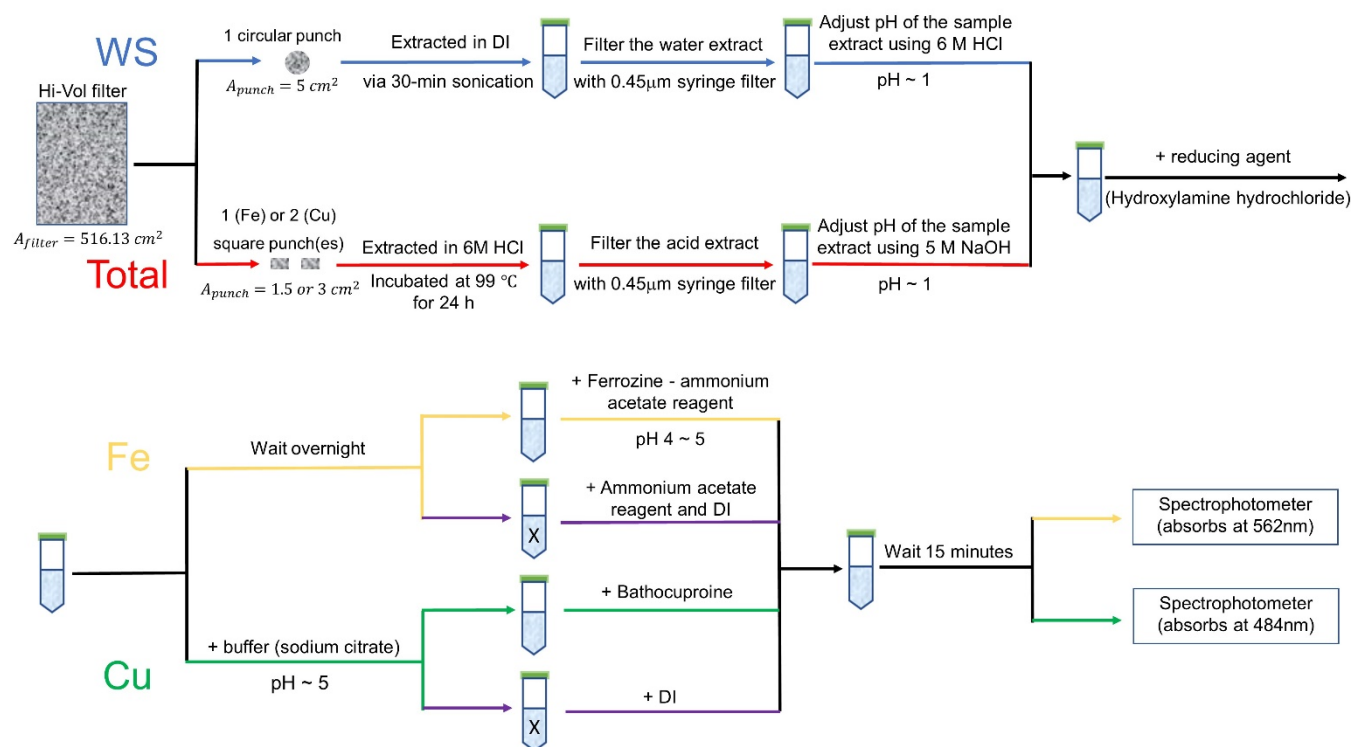 WS
1 circular punch
A_punch = 5 cm²
Extracted in DI
via 30-min sonication
Filter the water extract
with 0.45μm syringe filter
Adjust pH of the sample
extract using 6 M HCl
pH ~ 1
Hi-Vol filter
A_filter = 516.13 cm²
+ reducing agent
(Hydroxylamine hydrochloride)
Total
1 (Fe) or 2 (Cu)
square punch(es)
A_punch = 1.5 or 3 cm²
Extracted in 6M HCl
Incubated at 99 °C
for 24 h
Filter the acid extract
with 0.45μm syringe filter
Adjust pH of the sample
extract using 5 M NaOH
pH ~ 1
Fe
Wait overnight
+ Ferrozine - ammonium
acetate reagent
pH 4 ~ 5
+ Ammonium acetate
reagent and DI
X
Cu
+ buffer (sodium citrate)
pH ~ 5
+ Bathocuproine
+ DI
X
Wait 15 minutes
Spectrophotometer
(absorbs at 562nm)
Spectrophotometer
(absorbs at 484nm)